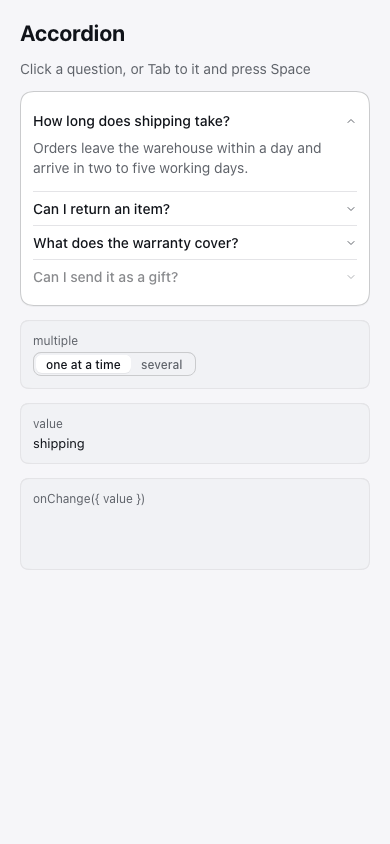 Accordion
Click a question, or Tab to it and press Space
How long does shipping take?
Orders leave the warehouse within a day and
arrive in two to five working days.
Can I return an item?
What does the warranty cover?
Can I send it as a gift?
multiple
one at a time several
value
shipping
onChange({ value })